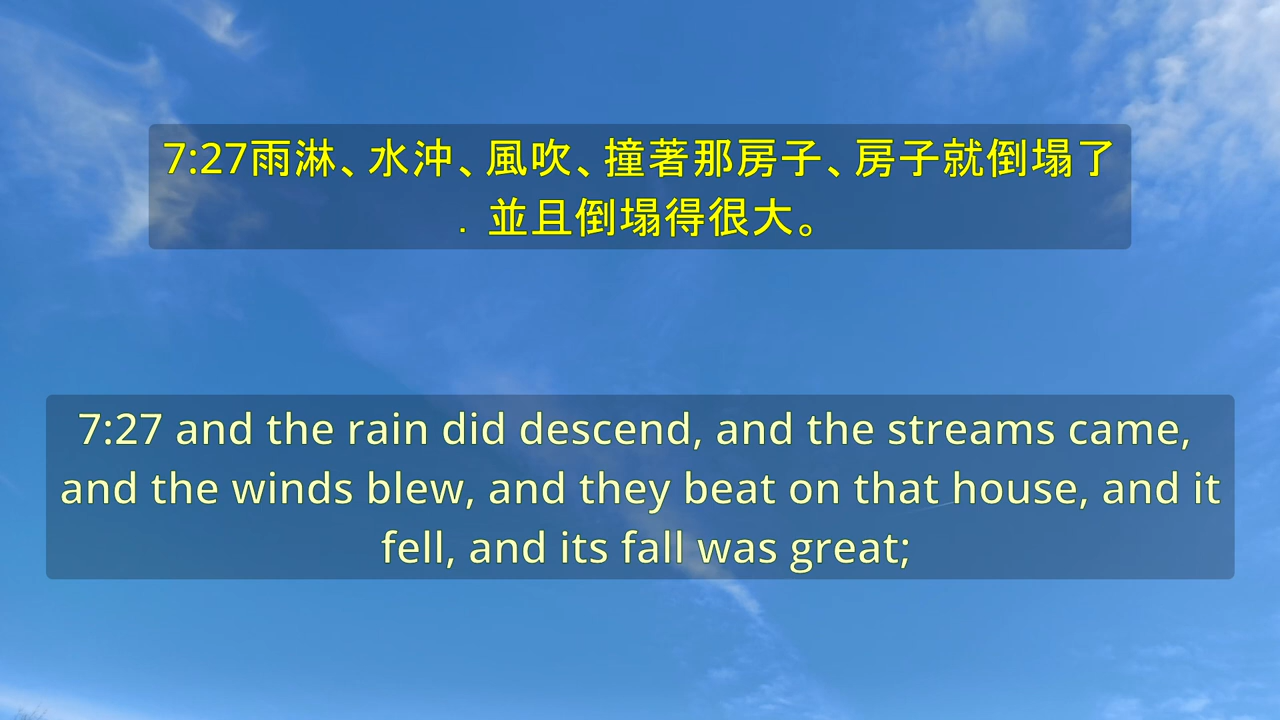 7:27雨淋、水沖、風吹、撞著那房子、房子就倒塌了
．並且倒塌得很大。
7:27 and the rain did descend, and the streams came,
and the winds blew, and they beat on that house, and it
fell, and its fall was great;